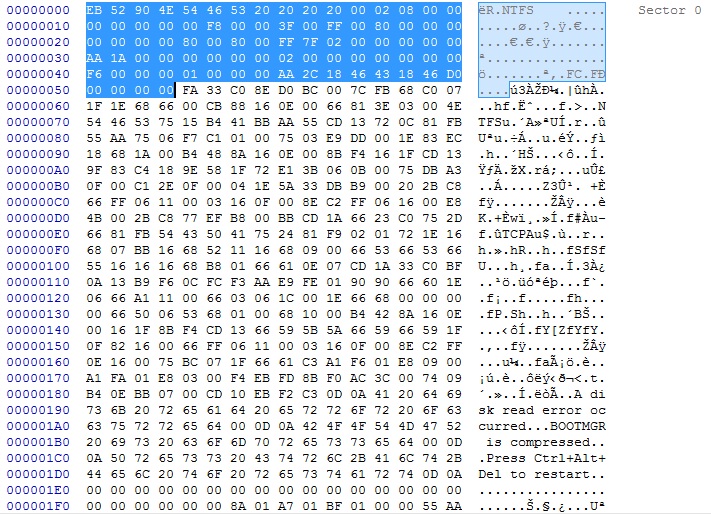 00000000 EB 52 90 4E 54 46 53 20 20 20 20 00 02 08 00 00 ëR.NTFS    ..... Sector 0
00000010 00 00 00 00 00 F8 00 00 3F 00 FF 00 80 00 00 00 .....ø..?.ÿ.€...
00000020 00 00 00 00 80 00 80 00 FF 7F 02 00 00 00 00 00 ....€.€.ÿ.......
00000030 AA 1A 00 00 00 00 00 00 02 00 00 00 00 00 00 00 ª...............
00000040 F6 00 00 00 01 00 00 00 AA 2C 18 46 43 18 46 D0 ö.......ª,.FC.FÐ
00000050 00 00 00 00 FA 33 C0 8E D0 BC 00 7C FB 68 C0 07 ....ú3ÀŽÐ¼.|ûhÀ.
00000060 1F 1E 68 66 00 CB 88 16 0E 00 66 81 3E 03 00 4E ..hf.Ëˆ...f.>..N
00000070 54 46 53 75 15 B4 41 BB AA 55 CD 13 72 0C 81 FB TFSu.´A»ªUÍ.r..û
00000080 55 AA 75 06 F7 C1 01 00 75 03 E9 DD 00 1E 83 EC Uªu.÷Á..u.éÝ..ƒì
00000090 18 68 1A 00 B4 48 8A 16 0E 00 8B F4 16 1F CD 13 .h..´HŠ...‹ô..Í.
000000A0 9F 83 C4 18 9E 58 1F 72 E1 3B 06 0B 00 75 DB A3 ŸƒÄ.žX.rá;...uÛ£
000000B0 0F 00 C1 2E 0F 00 04 1E 5A 33 DB B9 00 20 2B C8 ..Á.....Z3Û¹. +È
000000C0 66 FF 06 11 00 03 16 0F 00 8E C2 FF 06 16 00 E8 fÿ.......ŽÂÿ...è
000000D0 4B 00 2B C8 77 EF B8 00 BB CD 1A 66 23 C0 75 2D K.+Èwï¸.»Í.f#Àu-
000000E0 66 81 FB 54 43 50 41 75 24 81 F9 02 01 72 1E 16 f.ûTCPAu$.ù..r..
000000F0 68 07 BB 16 68 52 11 16 68 09 00 66 53 66 53 66 h.».hR..h..fSfSf
00000100 55 16 16 16 68 B8 01 66 61 0E 07 CD 1A 33 C0 BF U...h¸.fa..Í.3À¿
00000110 0A 13 B9 F6 0C FC F3 AA E9 FE 01 90 90 66 60 1E ..¹ö.üóªéþ...f`.
00000120 06 66 A1 11 00 66 03 06 1C 00 1E 66 68 00 00 00 .f¡..f.....fh...
00000130 00 66 50 06 53 68 01 00 68 10 00 B4 42 8A 16 0E .fP.Sh..h..´BŠ..
00000140 00 16 1F 8B F4 CD 13 66 59 5B 5A 66 59 66 59 1F ...‹ôÍ.fY[ZfYfY.
00000150 0F 82 16 00 66 FF 06 11 00 03 16 0F 00 8E C2 FF .‚..fÿ.......ŽÂÿ
00000160 0E 16 00 75 BC 07 1F 66 61 C3 A1 F6 01 E8 09 00 ...u¼..faÃ¡ö.è..
00000170 A1 FA 01 E8 03 00 F4 EB FD 8B F0 AC 3C 00 74 09 ¡ú.è..ôëý‹ð¬<.t.
00000180 B4 0E BB 07 00 CD 10 EB F2 C3 0D 0A 41 20 64 69 ´.»..Í.ëòÃ..A di
00000190 73 6B 20 72 65 61 64 20 65 72 72 6F 72 20 6F 63 sk read error oc
000001A0 63 75 72 72 65 64 00 0D 0A 42 4F 4F 54 4D 47 52 curred...BOOTMGR
000001B0 20 69 73 20 63 6F 6D 70 72 65 73 73 65 64 00 0D  is compressed..
000001C0 0A 50 72 65 73 73 20 43 74 72 6C 2B 41 6C 74 2B .Press Ctrl+Alt+
000001D0 44 65 6C 20 74 6F 20 72 65 73 74 61 72 74 0D 0A Del to restart..
000001E0 00 00 00 00 00 00 00 00 00 00 00 00 00 00 00 00 ................
000001F0 00 00 00 00 00 00 8A 01 A7 01 BF 01 00 00 55 AA ......Š.§.¿...Uª